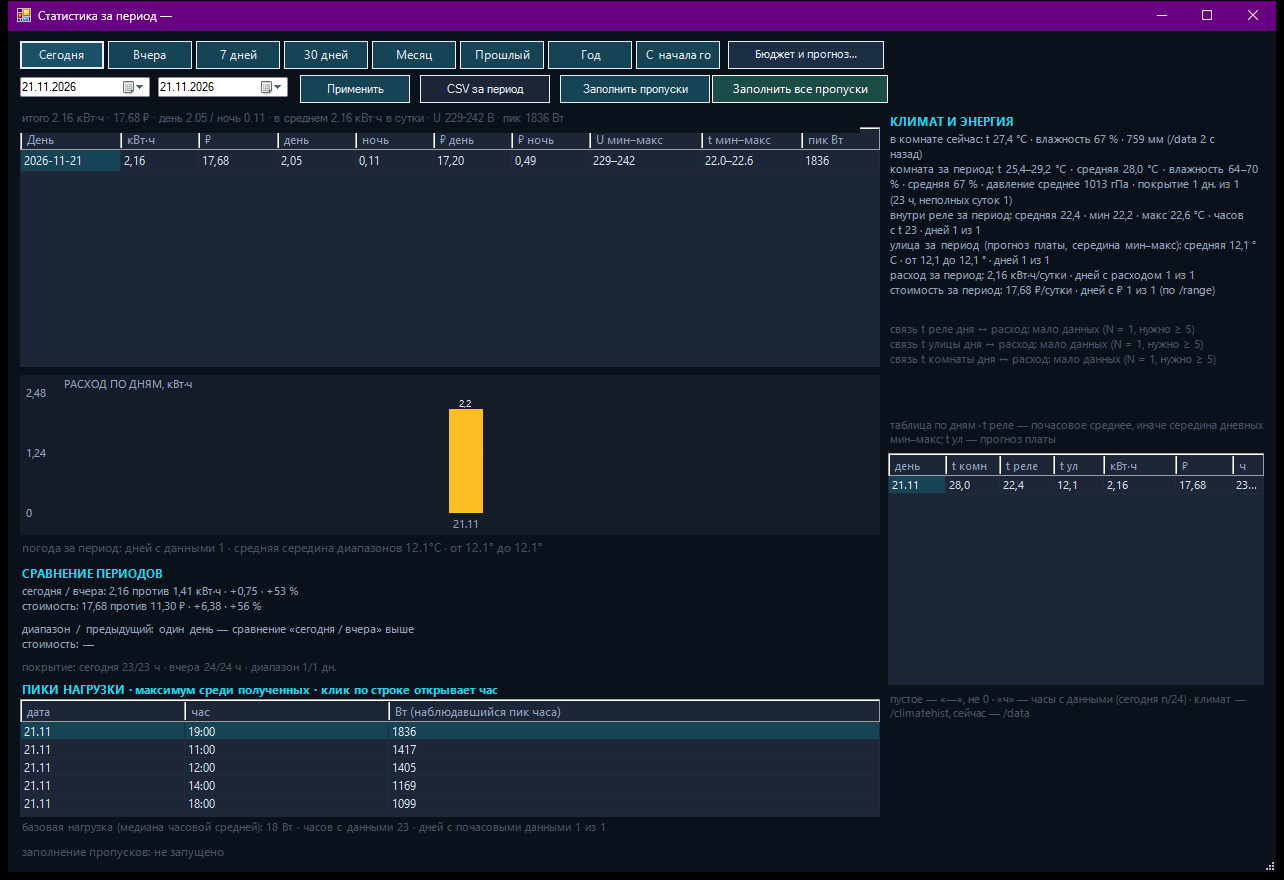 Статистика за период —
Сегодня
Вчера
7 дней
30 дней
Месяц
Прошлый
Год
С начала го
Бюджет и прогноз...
21.11.2026
21.11.2026
Применить
CSV за период
Заполнить пропуски
Заполнить все пропуски
итого 2.16 кВт·ч · 17.68 ₽ · день 2.05 / ночь 0.11 · в среднем 2.16 кВт·ч в сутки · U 229-242 В · пик 1836 Вт
День кВт·ч ₽ день ночь ₽ день ₽ ночь U мин–макс t мин–макс пик Вт
2026-11-21 2,16 17,68 2,05 0,11 17,20 0,49 229–242 22.0–22.6 1836
РАСХОД ПО ДНЯМ, кВт·ч
2,48
1,24
0
2,2
21.11
погода за период: дней с данными 1 · средняя середина диапазонов 12.1°C · от 12.1° до 12.1°
СРАВНЕНИЕ ПЕРИОДОВ
сегодня / вчера: 2,16 против 1,41 кВт·ч · +0,75 · +53 %
стоимость: 17,68 против 11,30 ₽ · +6,38 · +56 %
диапазон / предыдущий: один день — сравнение «сегодня / вчера» выше
стоимость: —
покрытие: сегодня 23/23 ч · вчера 24/24 ч · диапазон 1/1 дн.
ПИКИ НАГРУЗКИ · максимум среди полученных · клик по строке открывает час
дата час Вт (наблюдавшийся пик часа)
21.11 19:00 1836
21.11 11:00 1417
21.11 12:00 1405
21.11 14:00 1169
21.11 18:00 1099
базовая нагрузка (медиана часовой средней): 18 Вт · часов с данными 23 · дней с почасовыми данными 1 из 1
заполнение пропусков: не запущено
КЛИМАТ И ЭНЕРГИЯ
в комнате сейчас: t 27,4 °C · влажность 67 % · 759 мм (/data 2 с
назад)
комната за период: t 25,4–29,2 °C · средняя 28,0 °C · влажность 64–70
% · средняя 67 % · давление среднее 1013 гПа · покрытие 1 дн. из 1
(23 ч, неполных суток 1)
внутри реле за период: средняя 22,4 · мин 22,2 · макс 22,6 °C · часов
с t 23 · дней 1 из 1
улица за период (прогноз платы, середина мин–макс): средняя 12,1 °
C · от 12,1 до 12,1 ° · дней 1 из 1
расход за период: 2,16 кВт·ч/сутки · дней с расходом 1 из 1
стоимость за период: 17,68 ₽/сутки · дней с ₽ 1 из 1 (по /range)
связь t реле дня ↔ расход: мало данных (N = 1, нужно ≥ 5)
связь t улицы дня ↔ расход: мало данных (N = 1, нужно ≥ 5)
связь t комнаты дня ↔ расход: мало данных (N = 1, нужно ≥ 5)
таблица по дням · t реле — почасовое среднее, иначе середина дневных
мин–макс; t ул — прогноз платы
день t комн t реле t ул кВт·ч ₽ ч
21.11 28,0 22,4 12,1 2,16 17,68 23...
пустое — «—», не 0 · «ч» — часы с данными (сегодня n/24) · климат —
/climatehist, сейчас — /data